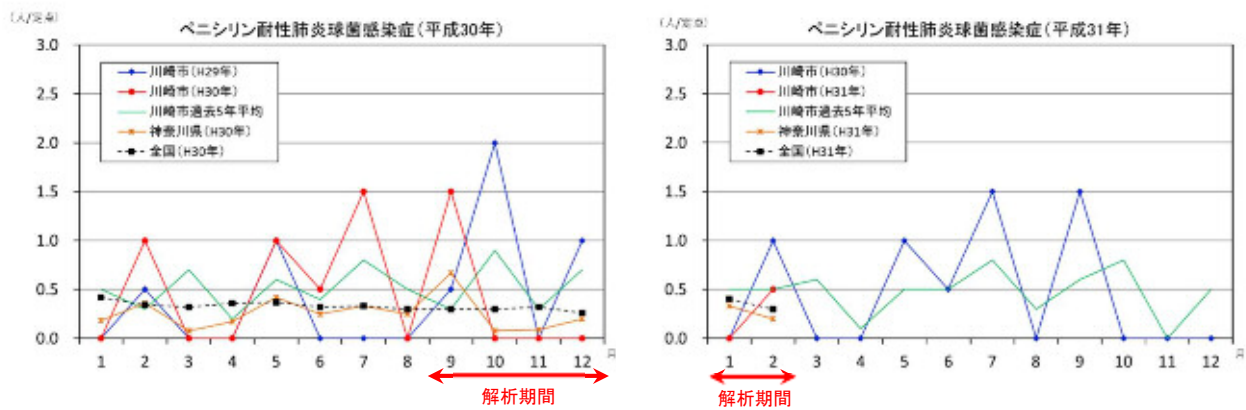 (人/定点)
ペニシリン耐性肺炎球菌感染症(平成30年)
3.0
2.5
2.0
1.5
1.0
0.5
0.0
川崎市(H29年)
川崎市(H30年)
川崎市過去5年平均
神奈川県(H30年)
全国(H30年)
1 2 3 4 5 6 7 8 9 10 11 12
月
解析期間
(人/定点)
ペニシリン耐性肺炎球菌感染症(平成31年)
3.0
2.5
2.0
1.5
1.0
0.5
0.0
川崎市(H30年)
川崎市(H31年)
川崎市過去5年平均
神奈川県(H31年)
全国(H31年)
1 2 3 4 5 6 7 8 9 10 11 12
月
解析期間